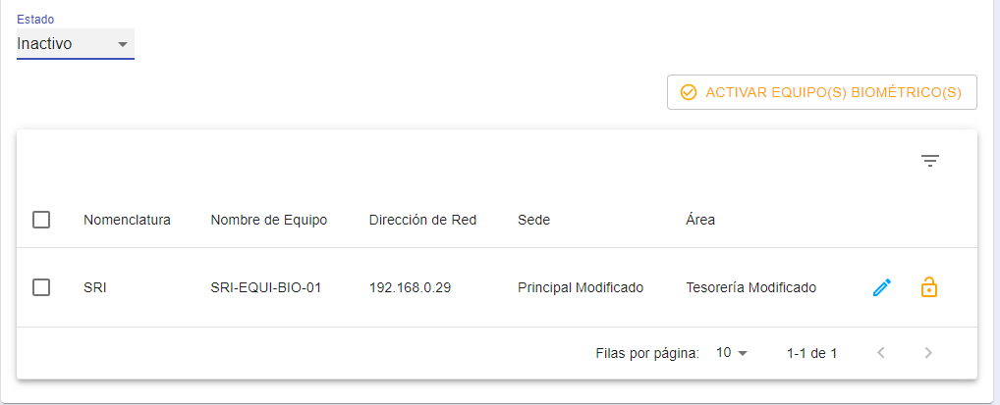 Estado
Inactivo
ACTIVAR EQUIPO(S) BIOMÉTRICO(S)
Nomenclatura Nombre de Equipo Dirección de Red Sede Área
SRI SRI-EQUI-BIO-01 192.168.0.29 Principal Modificado Tesorería Modificado
Filas por página: 10 1-1 de 1